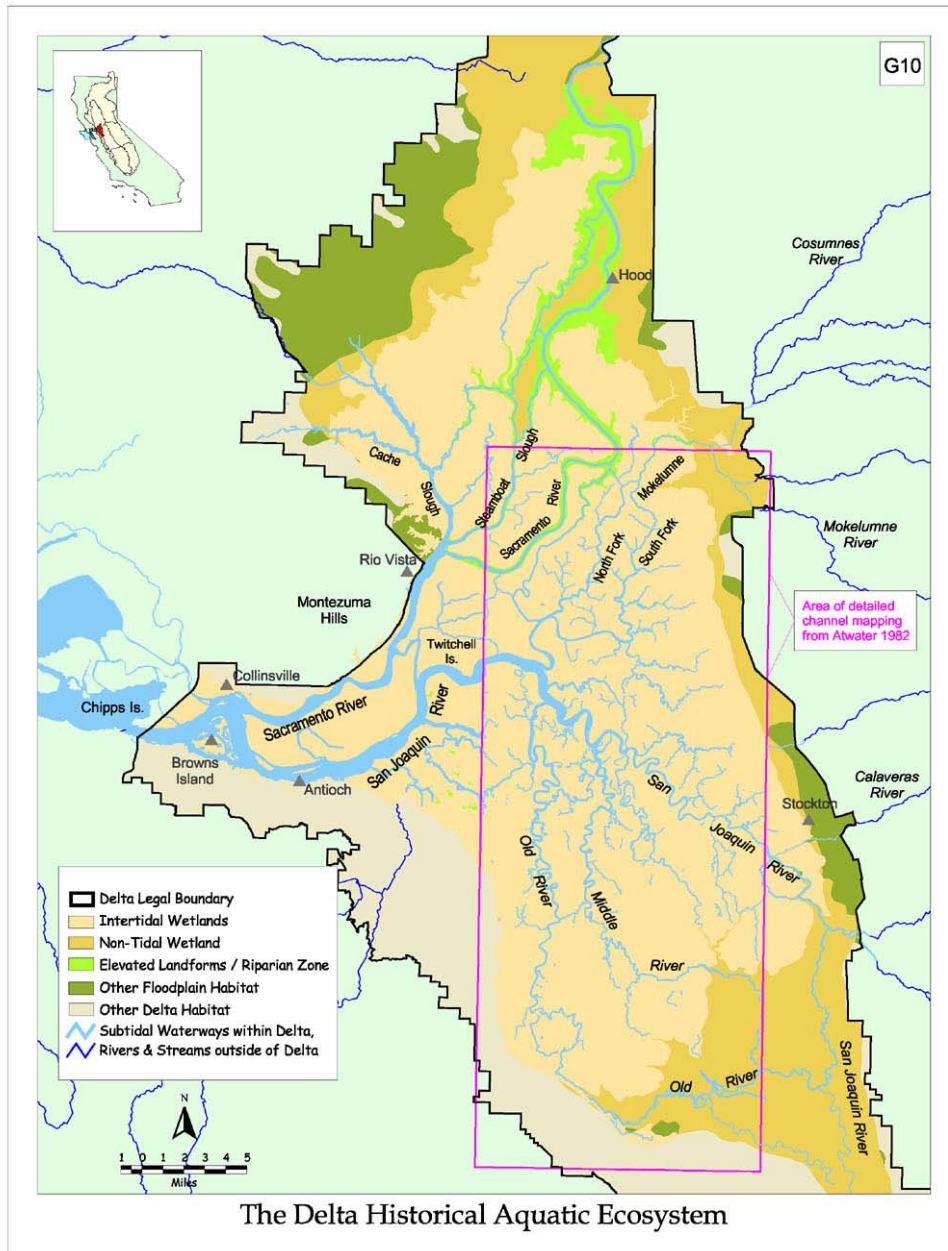 G10
Cosumnes
River
Hood
Cache
Slough
Steamboat
Slough
Sacramento
River
Mokelumne
North Fork
South Fork
Mokelumne
River
Rio Vista
Montezuma
Hills
Area of detailed
channel mapping
from Atwater 1982
Twitchell
Is.
Collinsville
Chipps Is.
Sacramento River
River
San Joaquin
Browns
Island
Antioch
San
Joaquin
River
Calaveras
River
Stockton
Old
River
Middle
River
Old
River
San Joaquin River
Delta Legal Boundary
Intertidal Wetlands
Non-Tidal Wetland
Elevated Landforms / Riparian Zone
Other Floodplain Habitat
Other Delta Habitat
Subtidal Waterways within Delta,
Rivers & Streams outside of Delta
N
1 0 1 2 3 4 5
Miles
The Delta Historical Aquatic Ecosystem